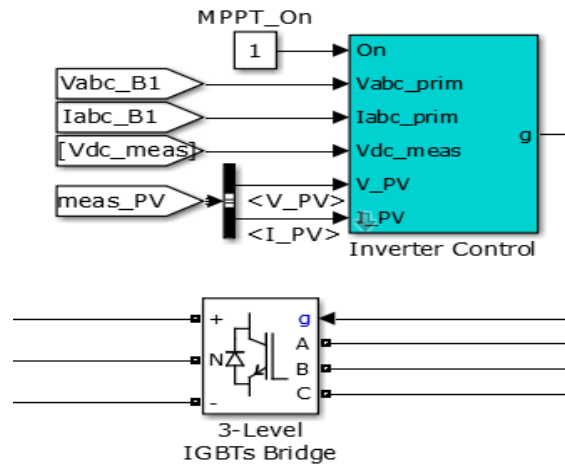 MPPT_On
1
On
Vabc_B1
Vabc_prim
Iabc_B1
Iabc_prim
[Vdc_meas]
Vdc_meas
g
meas_PV
V_PV
<V_PV>
I_PV
<I_PV>
Inverter Control
+
g
A
N
B
-
C
3-Level
IGBTs Bridge